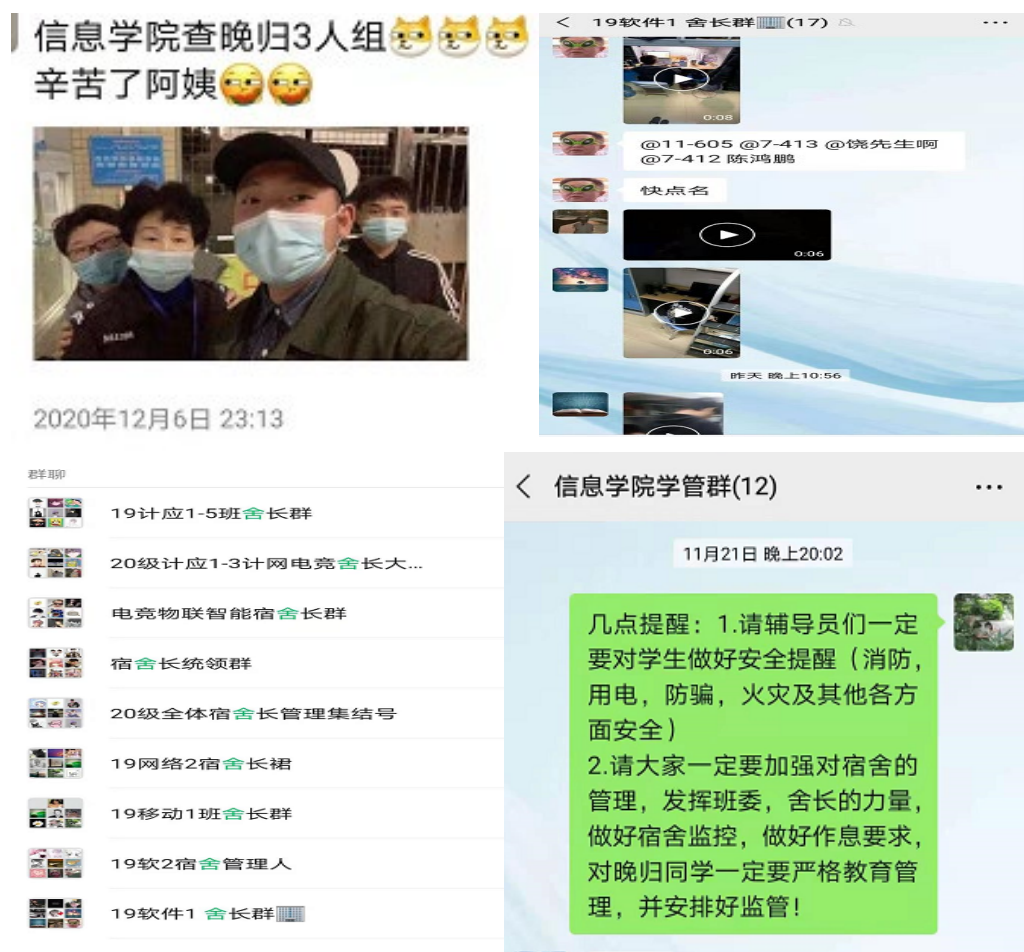 信息学院查晚归3人组
辛苦了阿姨
2020年12月6日 23:13
19软件1 舍长群(17)
0:08
@11-605 @7-413 @饶先生啊
@7-412 陈鸿鹏
快点名
0:06
0:06
昨天 晚上10:56
群聊
19计应1-5班舍长群
20级计应1-3计网电竞舍长大...
电竞物联智能宿舍长群
宿舍长统领群
20级全体宿舍长管理集结号
19网络2宿舍长裙
19移动1班舍长群
19软2宿舍管理人
19软件1 舍长群
信息学院学管群(12)
11月21日 晚上20:02
几点提醒：1.请辅导员们一定
要对学生做好安全提醒（消防，
用电，防骗，火灾及其他各方
面安全）
2.请大家一定要加强对宿舍的
管理，发挥班委，舍长的力量，
做好宿舍监控，做好作息要求，
对晚归同学一定要严格教育管
理，并安排好监管！